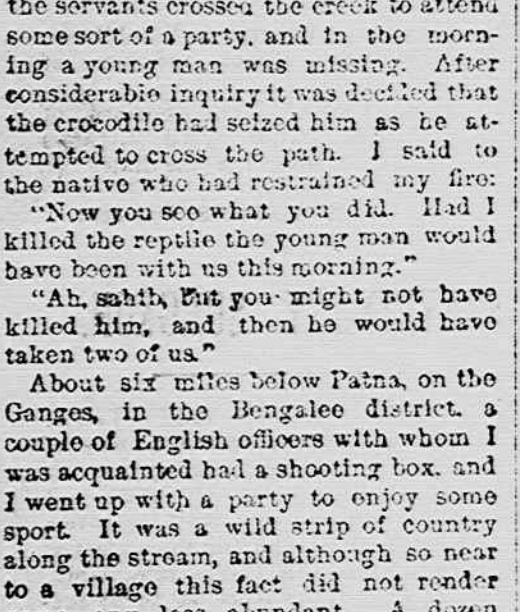 the servants crossed the creek to attend
some sort of a party, and in the morn-
ing a young man was missing. After
considerable inquiry it was decided that
the crocodile had seized him as he at-
tempted to cross the path. I said to
the native who had restrained my fire:
"Now you see what you did. Had I
killed the reptile the young man would
have been with us this morning."
"Ah, sahib, but you might not have
killed him, and then he would have
taken two of us."
About six miles below Patna, on the
Ganges, in the Bengalee district, a
couple of English officers with whom I
was acquainted had a shooting box, and
I went up with a party to enjoy some
sport. It was a wild strip of country
along the stream, and although so near
to a village this fact did not render
less abundant. A dozen